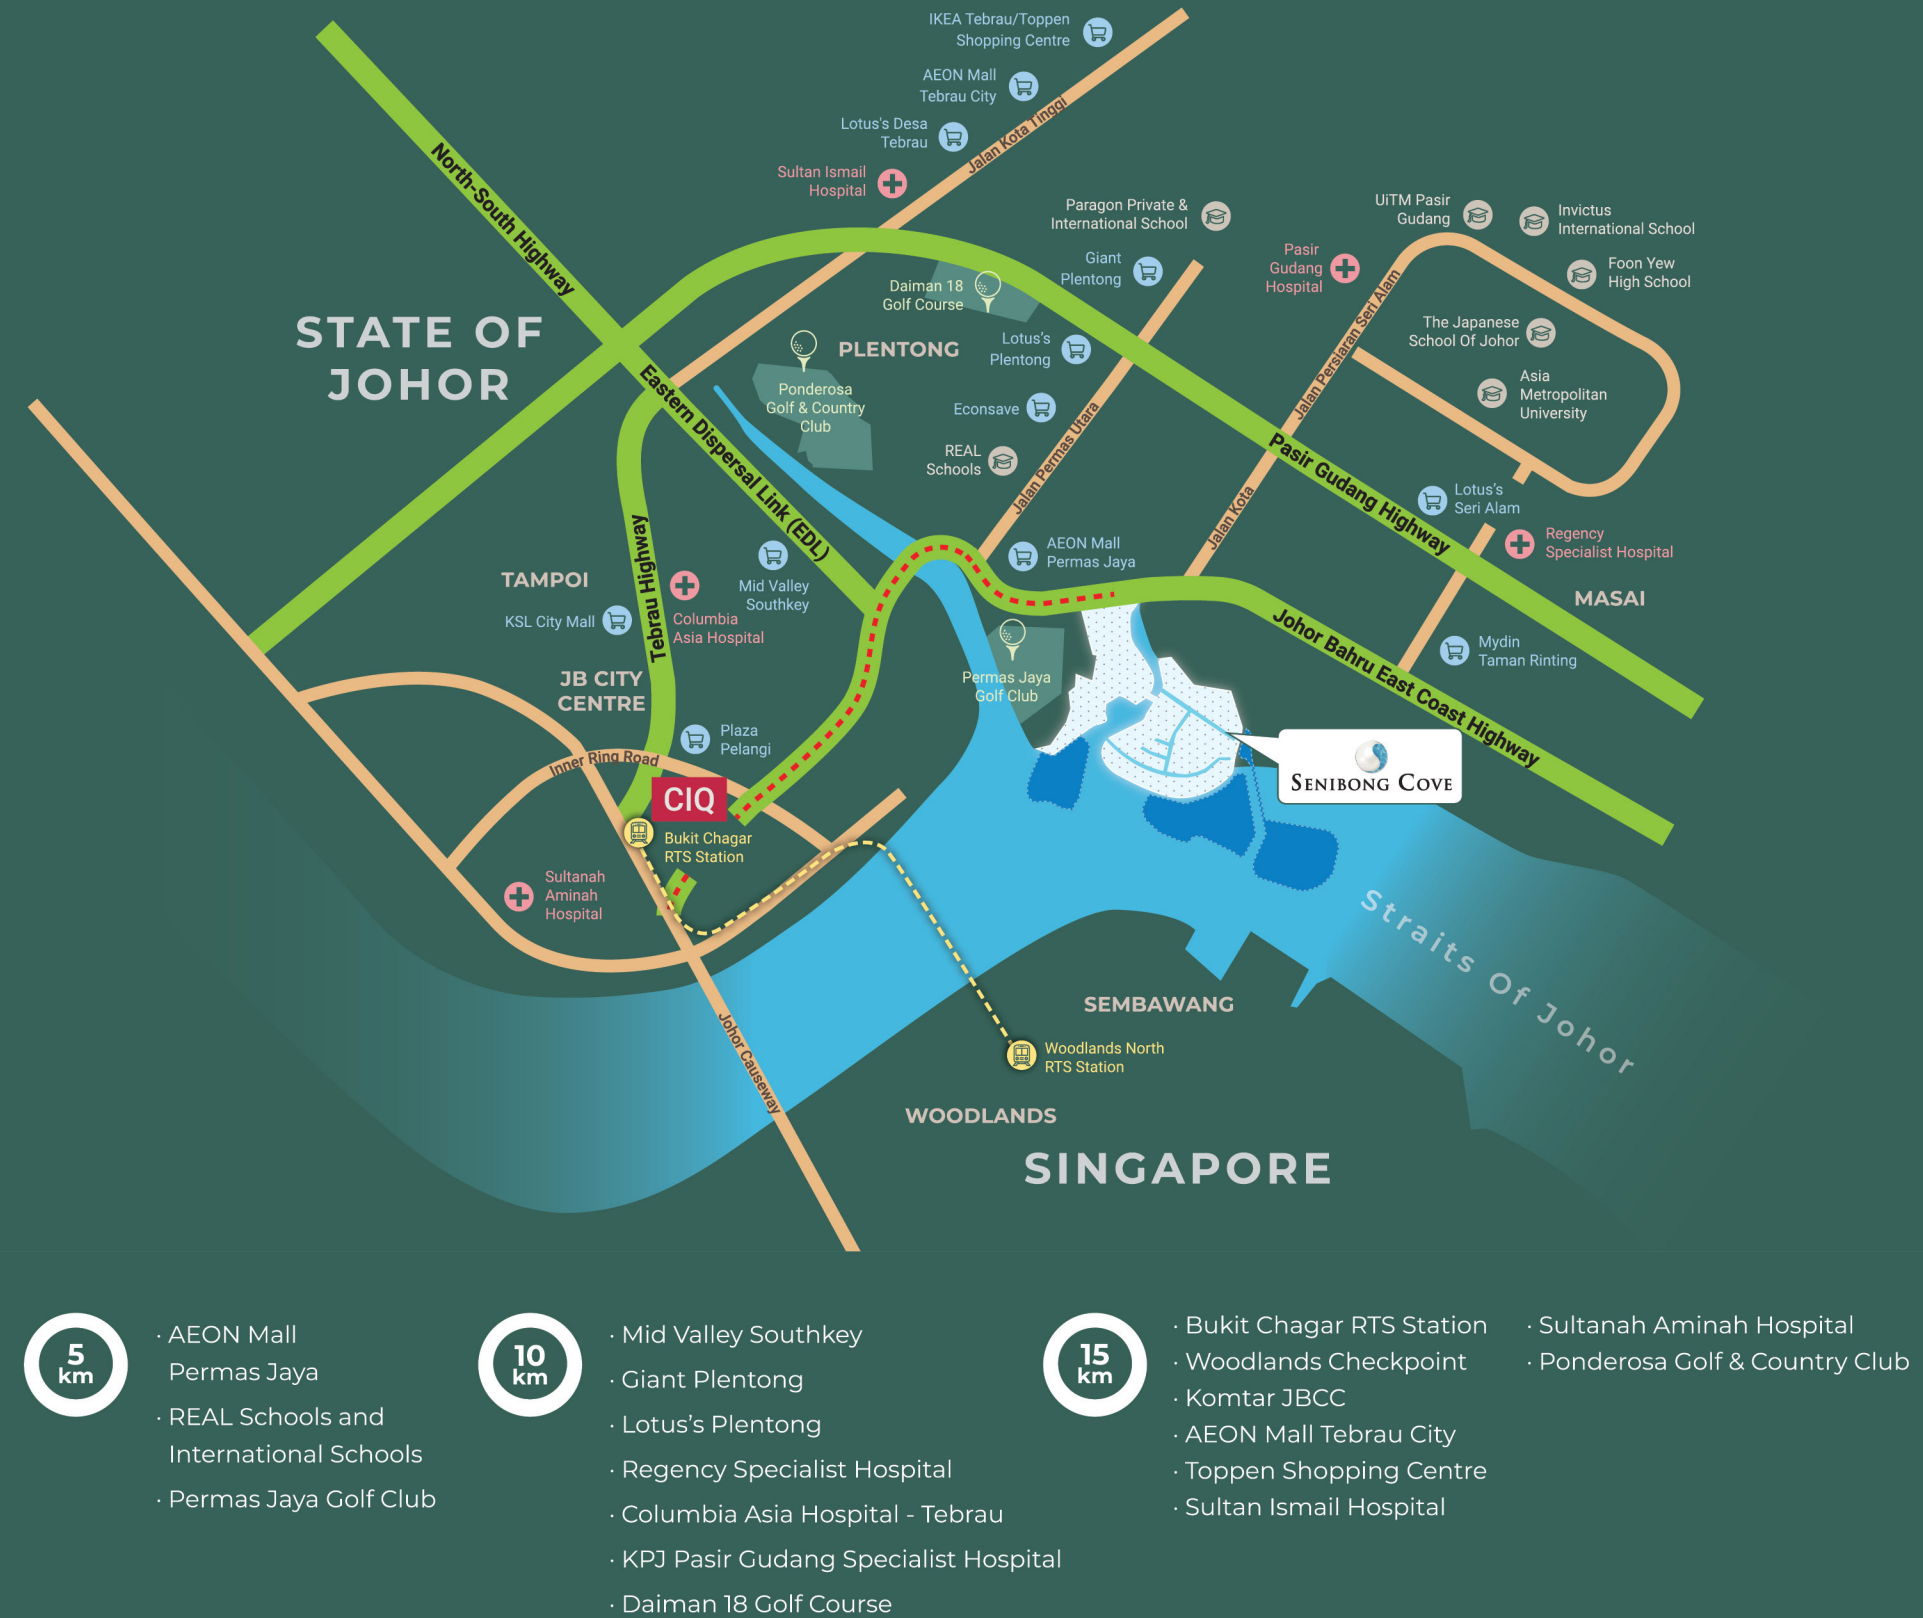 IKEA Tebrau/Toppen
Shopping Centre
AEON Mall
Tebrau City
Lotus's Desa
Tebrau
Jalan Kota Tinggi
Sultan Ismail
Hospital
North-South Highway
Paragon Private &
International School
UiTM Pasir
Gudang
Invictus
International School
Giant
Plentong
Pasir
Gudang
Hospital
Foon Yew
High School
Daiman 18
Golf Course
STATE OF
JOHOR
PLENTONG
Lotus's
Plentong
Jalan Persiaran Seri Alam
The Japanese
School Of Johor
Ponderosa
Golf & Country
Club
Eastern Dispersal Link (EDL)
Econsave
Jalan Permas Utara
Asia
Metropolitan
University
REAL
Schools
Pasir Gudang Highway
Jalan Kota
Lotus's
Seri Alam
Regency
Specialist Hospital
AEON Mall
Permas Jaya
TAMPOI
Tebrau Highway
Mid Valley
Southkey
MASAI
KSL City Mall
Columbia
Asia Hospital
Johor Bahru East Coast Highway
Mydin
Taman Rinting
JB CITY
CENTRE
Permas Jaya
Golf Club
Plaza
Pelangi
Inner Ring Road
SENIBONG COVE
CIQ
Bukit Chagar
RTS Station
Sultanah
Aminah
Hospital
Straits Of Johor
SEMBAWANG
Johor Causeway
Woodlands North
RTS Station
WOODLANDS
SINGAPORE
5
km
· AEON Mall
Permas Jaya
· REAL Schools and
International Schools
· Permas Jaya Golf Club
10
km
· Mid Valley Southkey
· Giant Plentong
· Lotus's Plentong
· Regency Specialist Hospital
· Columbia Asia Hospital - Tebrau
· KPJ Pasir Gudang Specialist Hospital
· Daiman 18 Golf Course
15
km
· Bukit Chagar RTS Station
· Woodlands Checkpoint
· Komtar JBCC
· AEON Mall Tebrau City
· Toppen Shopping Centre
· Sultan Ismail Hospital
· Sultanah Aminah Hospital
· Ponderosa Golf & Country Club